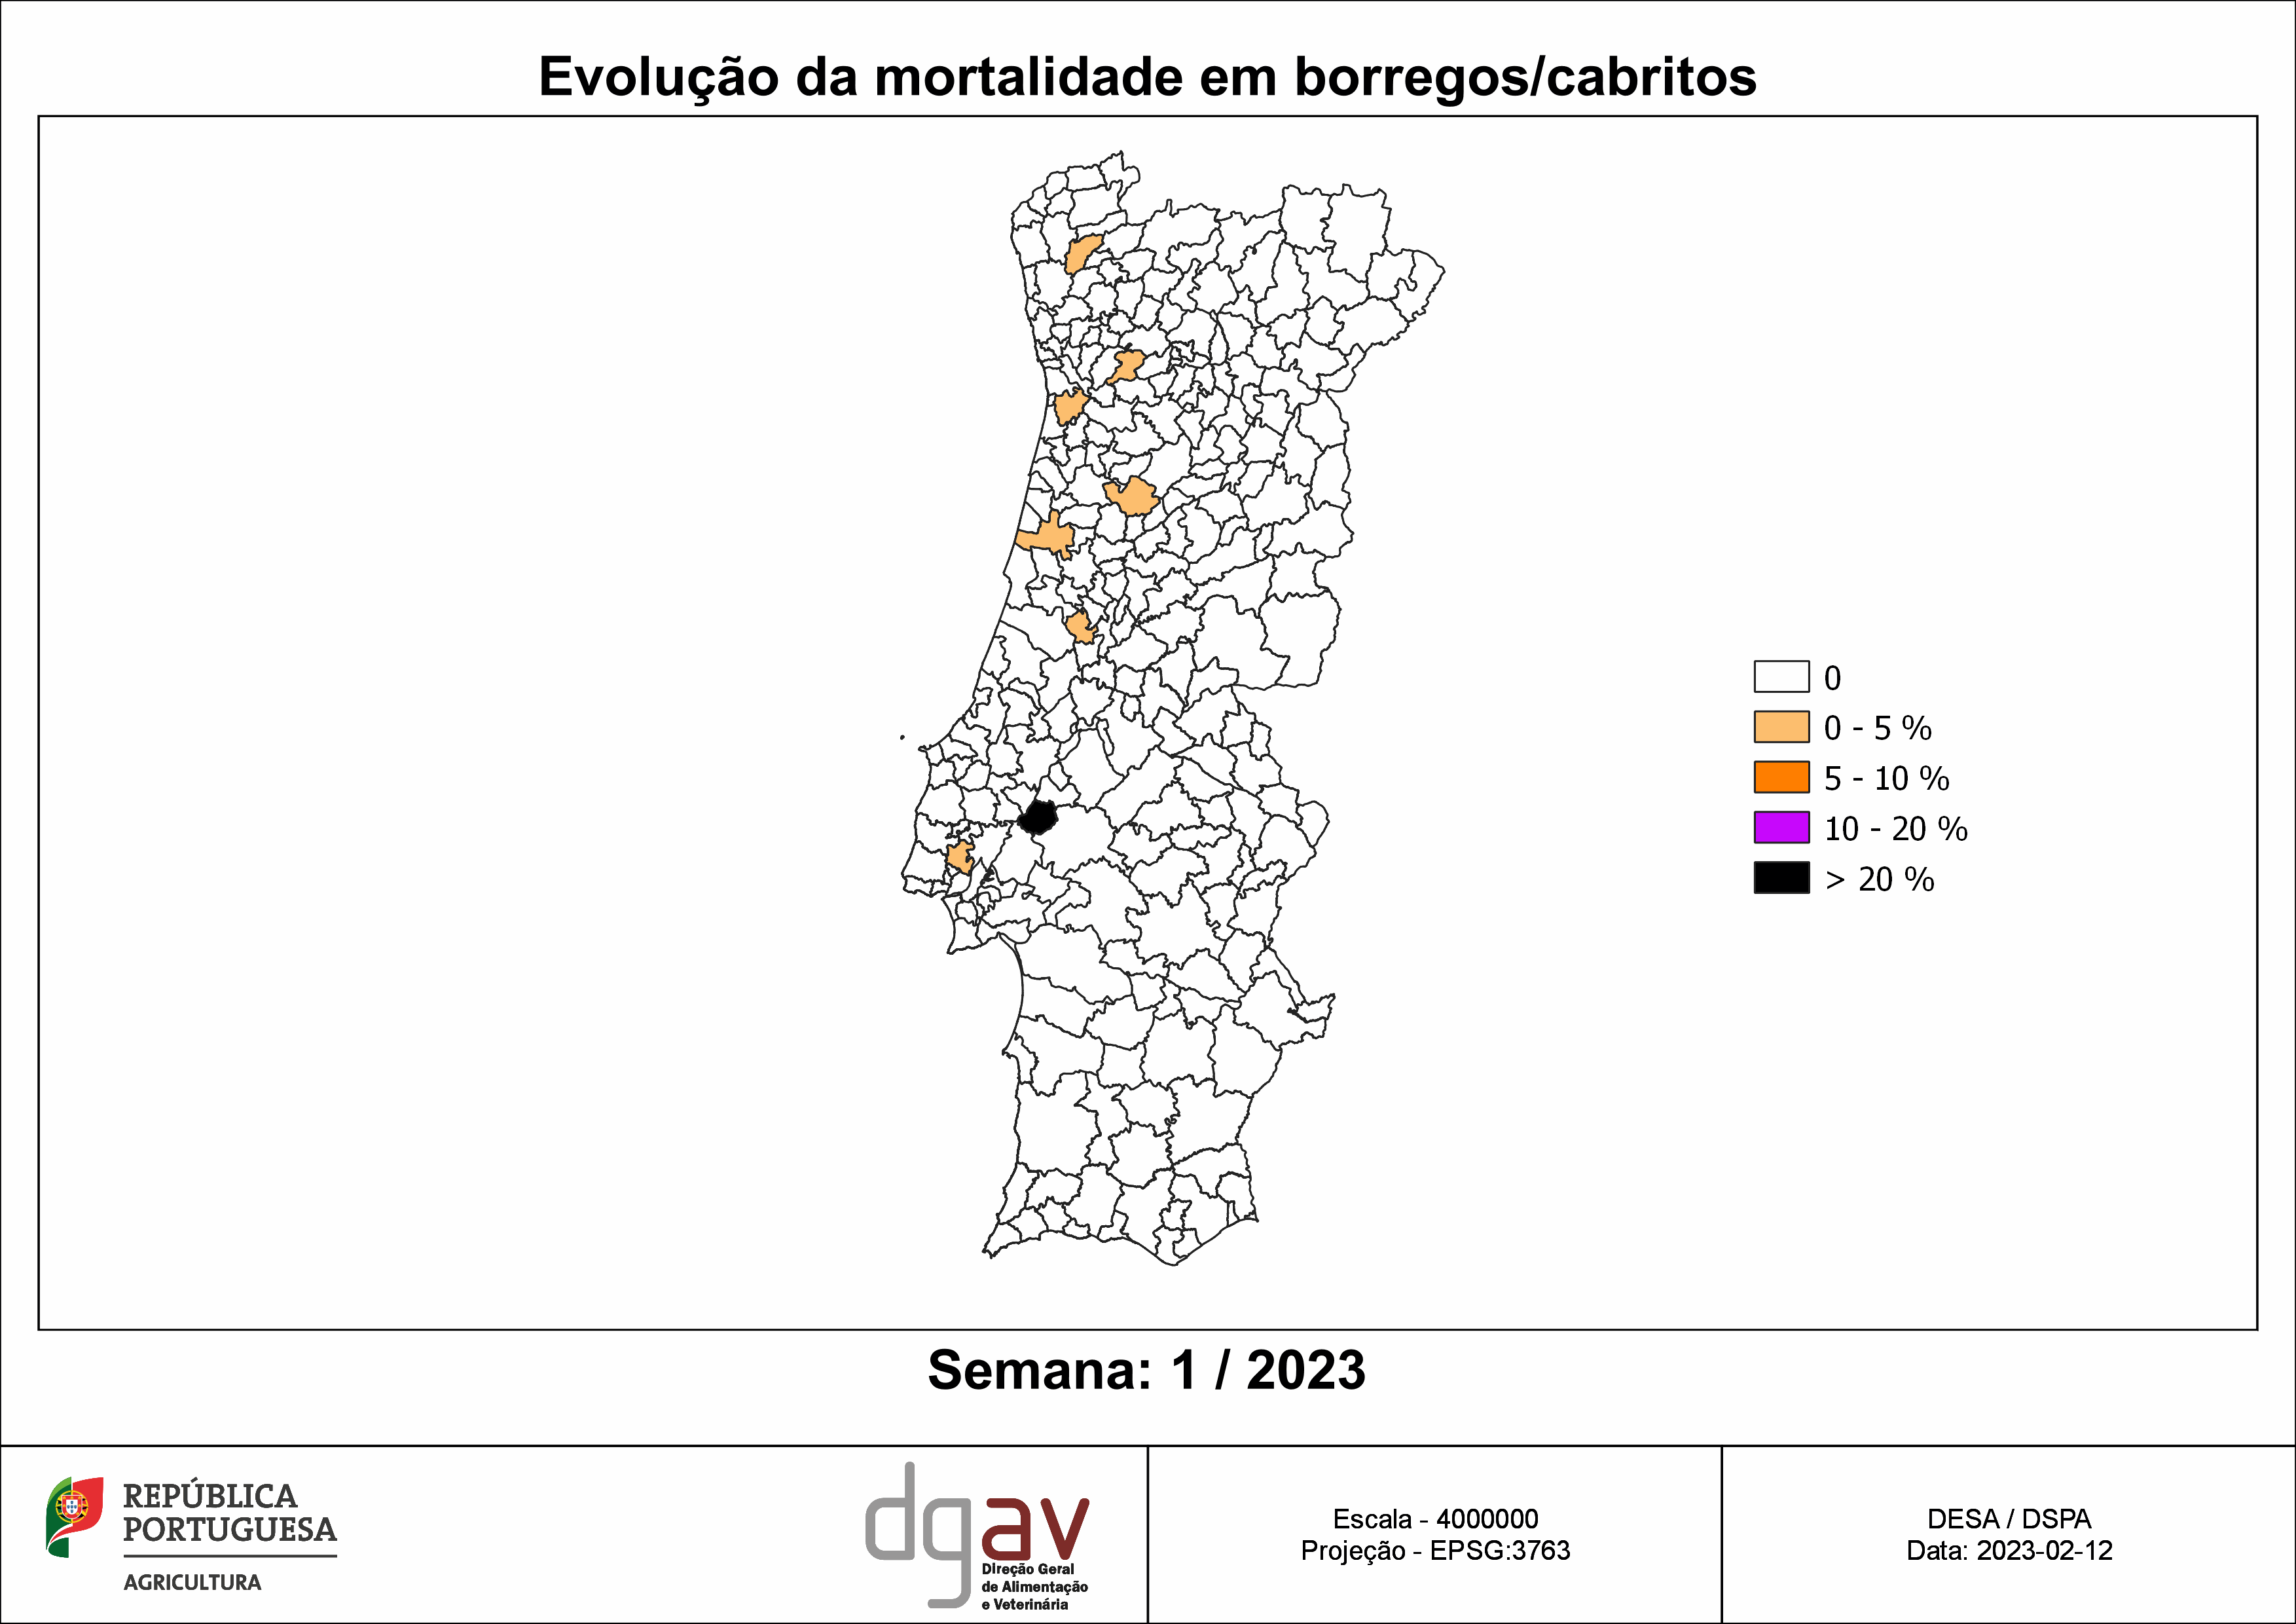 Evolução da mortalidade em borregos/cabritos
0
0 - 5 %
5 - 10 %
10 - 20 %
> 20 %
Semana: 1 / 2023
REPÚBLICA
PORTUGUESA
AGRICULTURA
dgav
Direção Geral
de Alimentação
e Veterinária
Escala - 4000000
Projeção - EPSG:3763
DESA / DSPA
Data: 2023-02-12